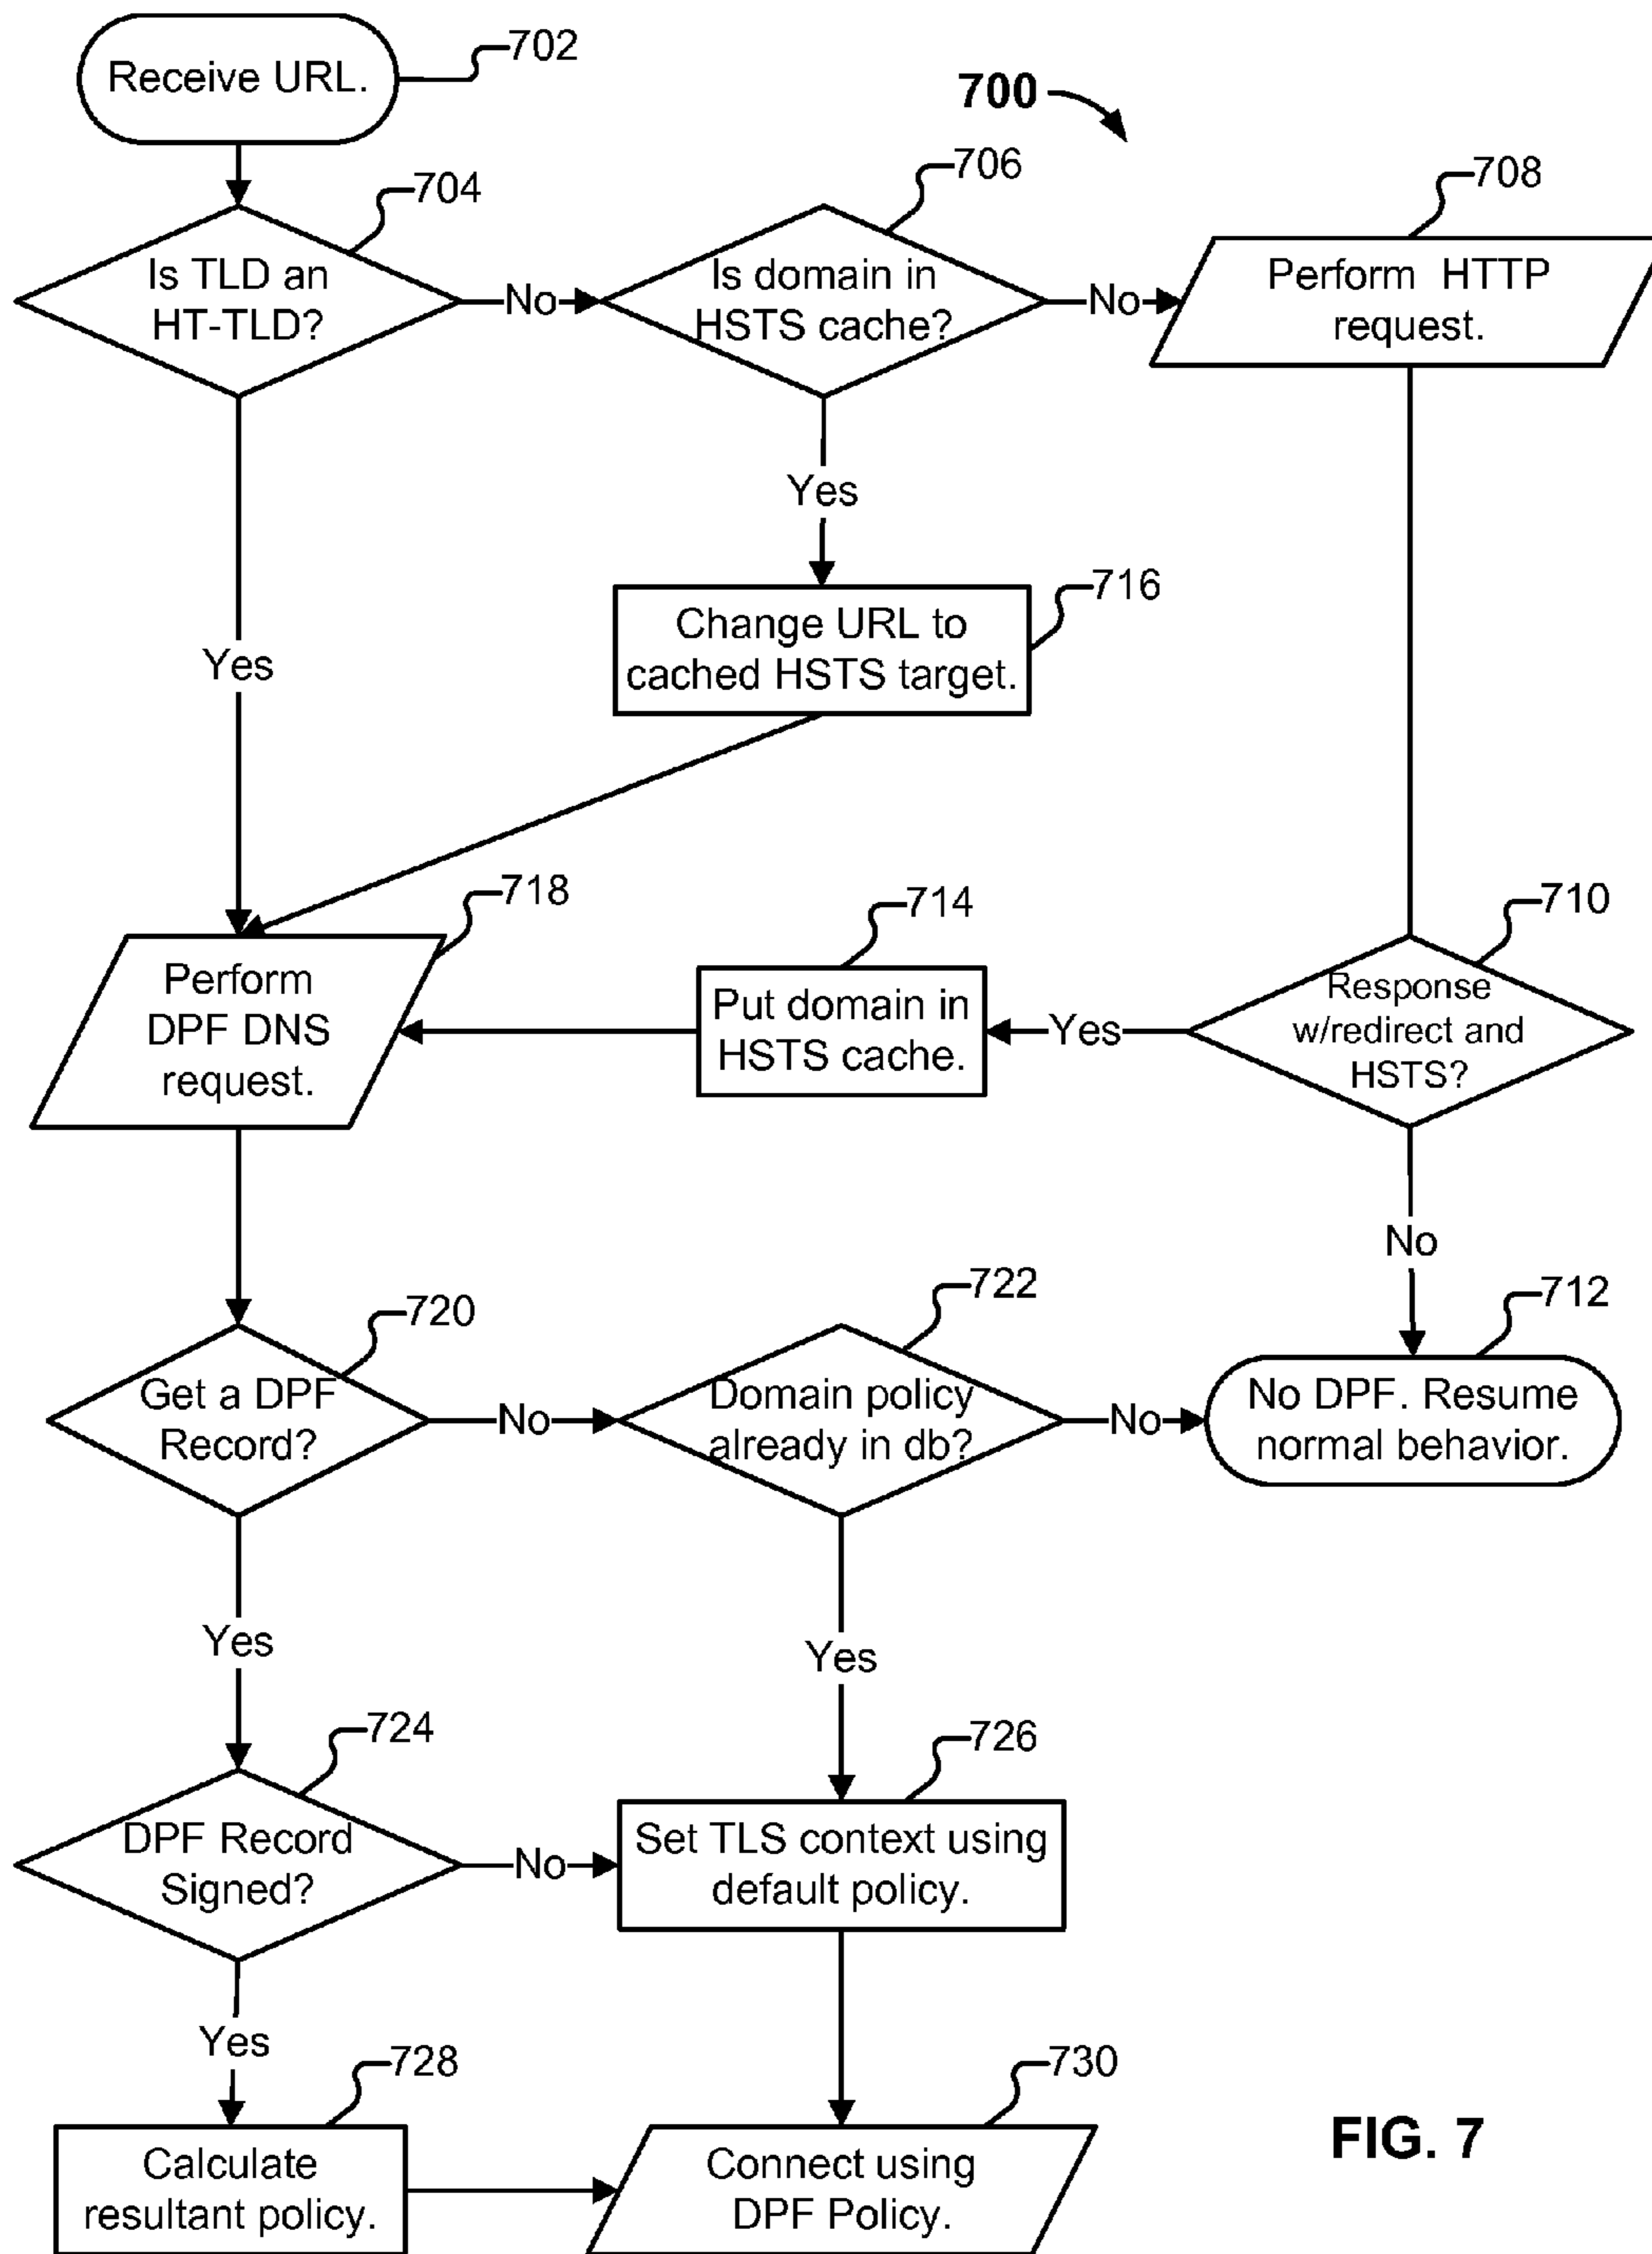 702
Receive URL.
700
704
706
708
Is TLD an
HT-TLD?
No
Is domain in
HSTS cache?
No
Perform HTTP
request.
Yes
716
Change URL to
cached HSTS target.
Yes
718
714
710
Perform
DPF DNS
request.
Put domain in
HSTS cache.
Yes
Response
w/redirect and
HSTS?
No
720
722
712
Get a DPF
Record?
No
Domain policy
already in db?
No
No DPF. Resume
normal behavior.
Yes
Yes
724
726
DPF Record
Signed?
No
Set TLS context using
default policy.
Yes
728
730
Calculate
resultant policy.
Connect using
DPF Policy.
FIG. 7